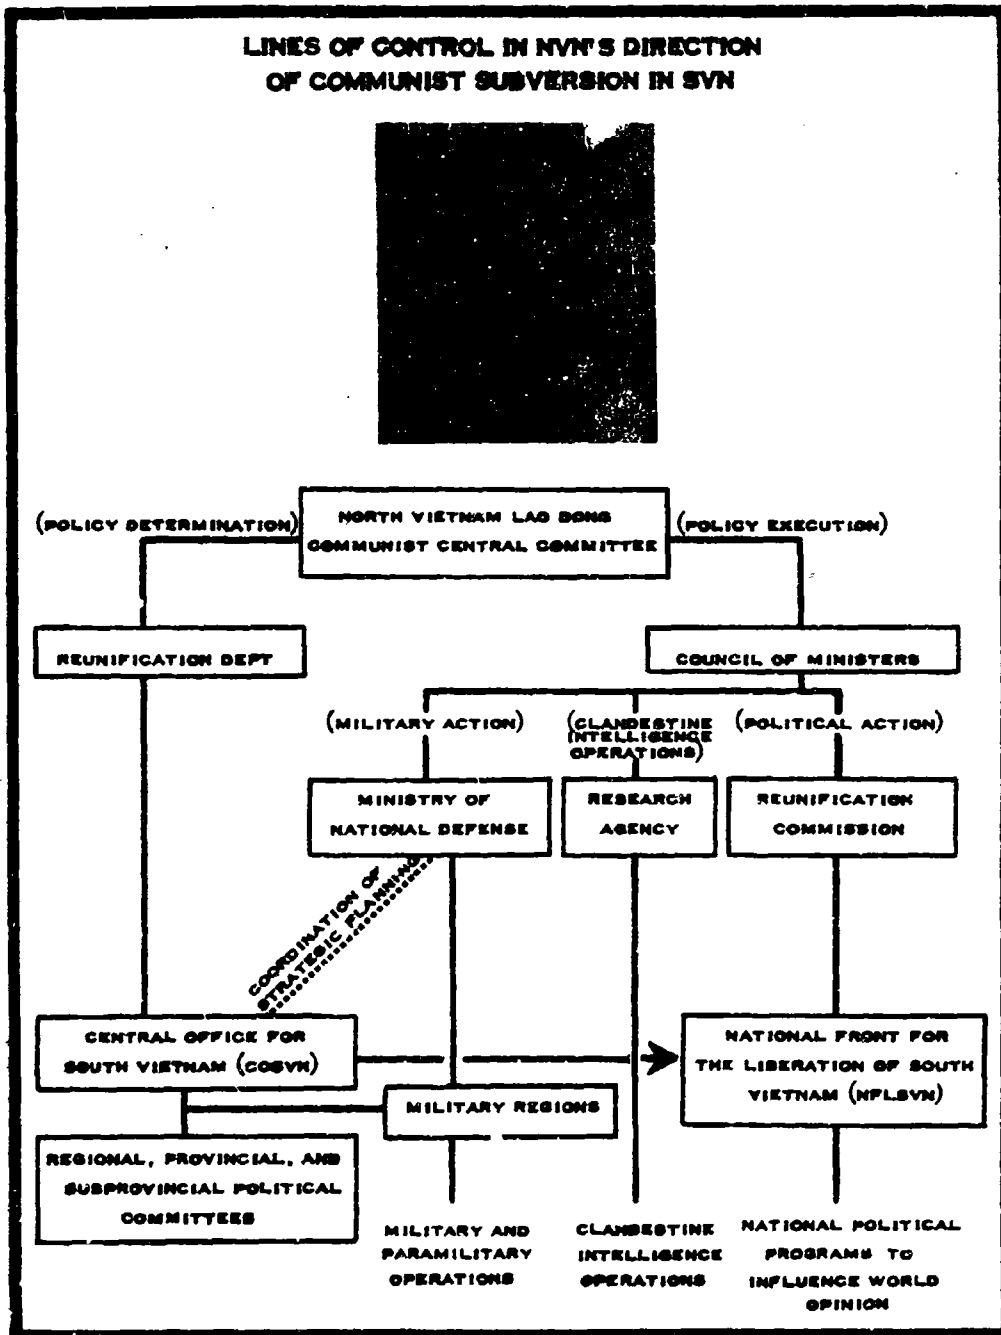 LINES OF CONTROL IN NVN'S DIRECTION
OF COMMUNIST SUBVERSION IN SVN
NORTH VIETNAM LAO DONG
COMMUNIST CENTRAL COMMITTEE
(POLICY DETERMINATION)
(POLICY EXECUTION)
REUNIFICATION DEPT
COUNCIL OF MINISTERS
(MILITARY ACTION)
(CLANDESTINE
INTELLIGENCE
OPERATIONS)
(POLITICAL ACTION)
MINISTRY OF
NATIONAL DEFENSE
RESEARCH
AGENCY
REUNIFICATION
COMMISSION
COORDINATION OF
STRATEGIC PLANNING
CENTRAL OFFICE FOR
SOUTH VIETNAM (COSVN)
NATIONAL FRONT FOR
THE LIBERATION OF SOUTH
VIETNAM (NFLSVN)
MILITARY REGIONS
REGIONAL, PROVINCIAL, AND
SUBPROVINCIAL POLITICAL
COMMITTEES
MILITARY AND
PARAMILITARY
OPERATIONS
CLANDESTINE
INTELLIGENCE
OPERATIONS
NATIONAL POLITICAL
PROGRAMS TO
INFLUENCE WORLD
OPINION